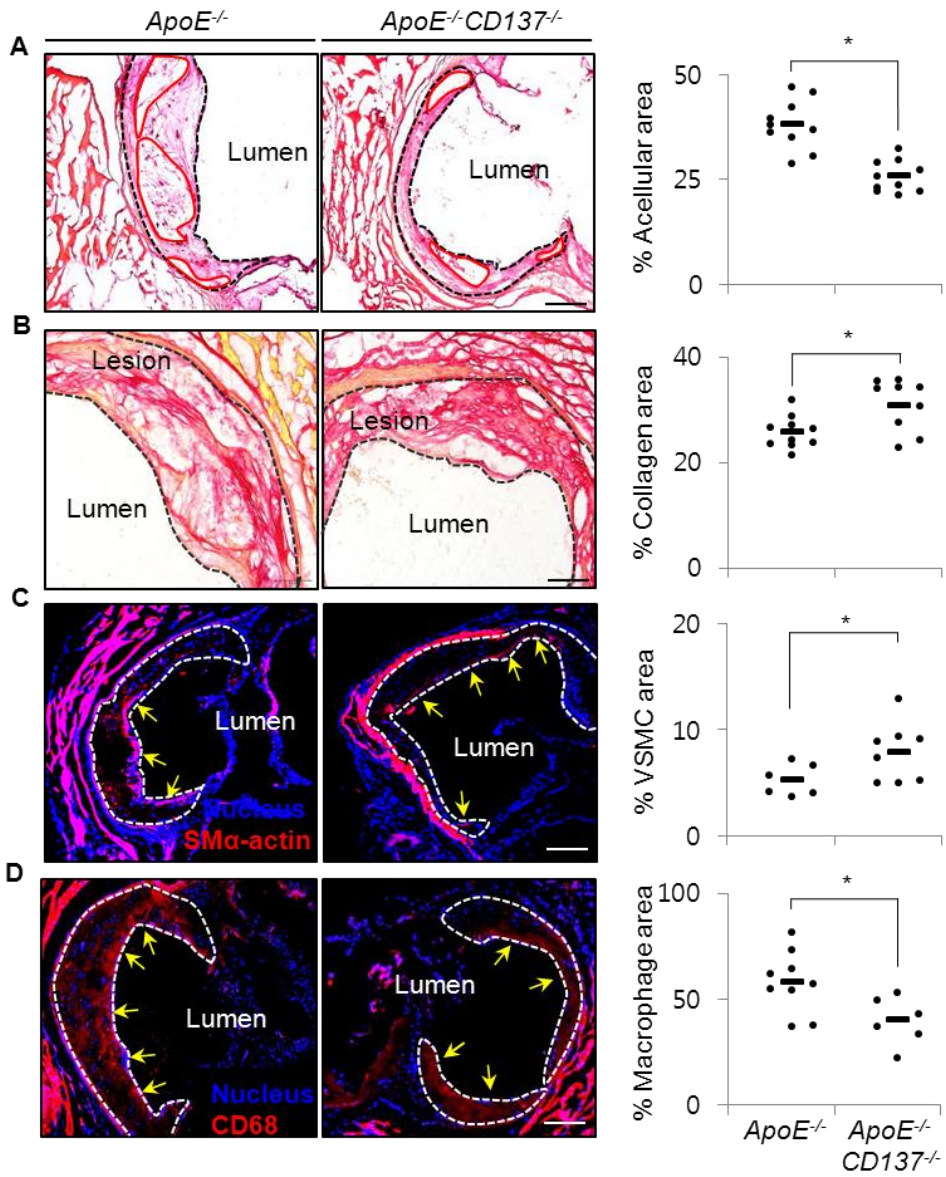 ApoE-/-
ApoE-/-CD137-/-
A
Lumen
Lumen
*
% Acellular area
50
25
0
B
Lesion
Lumen
Lesion
Lumen
*
% Collagen area
40
20
0
C
Lumen
Nucleus
SMα-actin
Lumen
*
% VSMC area
20
10
0
D
Lumen
Nucleus
CD68
Lumen
*
% Macrophage area
100
50
0
ApoE-/-
ApoE-/-
CD137-/-